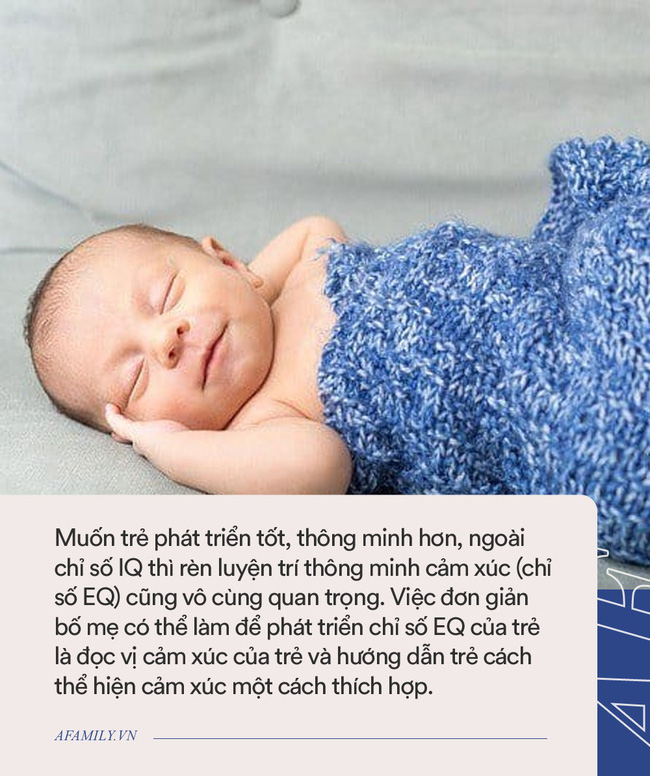 Muốn trẻ phát triển tốt, thông minh hơn, ngoài
chỉ số IQ thì rèn luyện trí thông minh cảm xúc (chỉ
số EQ) cũng vô cùng quan trọng. Việc đơn giản
bố mẹ có thể làm để phát triển chỉ số EQ của trẻ
là đọc vị cảm xúc của trẻ và hướng dẫn trẻ cách
thể hiện cảm xúc một cách thích hợp.
AFAMILY.VN